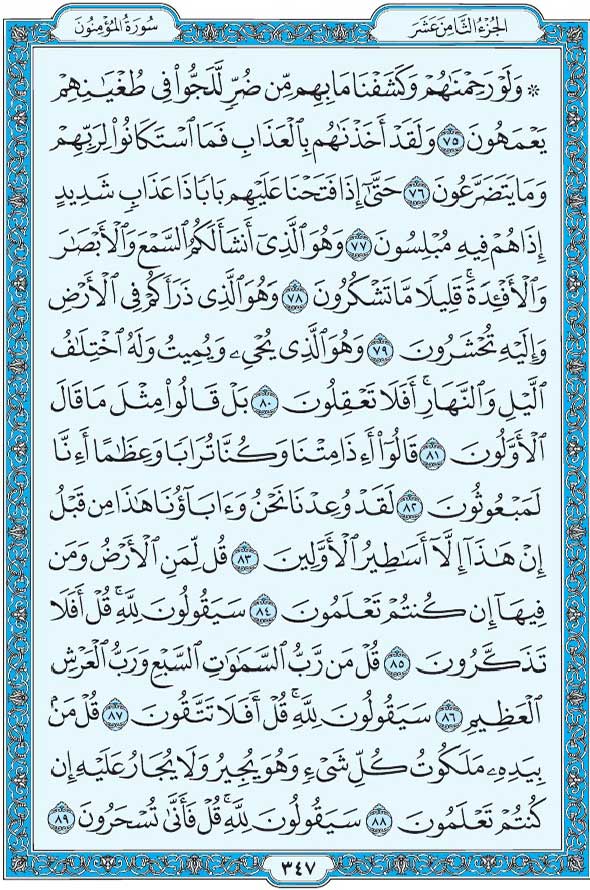 الجزء الثامن عشر
سورة المؤمنون
۞ وَلَوْ رَحِمْنَٰهُمْ وَكَشَفْنَا مَا بِهِم مِّن ضُرٍّ لَّلَجُّوا۟ فِى طُغْيَٰنِهِمْ
يَعْمَهُونَ ٧٥ وَلَقَدْ أَخَذْنَٰهُم بِٱلْعَذَابِ فَمَا ٱسْتَكَانُوا۟ لِرَبِّهِمْ
وَمَا يَتَضَرَّعُونَ ٧٦ حَتَّىٰٓ إِذَا فَتَحْنَا عَلَيْهِم بَابًا ذَا عَذَابٍ شَدِيدٍ
إِذَا هُمْ فِيهِ مُبْلِسُونَ ٧٧ وَهُوَ ٱلَّذِىٓ أَنشَأَ لَكُمُ ٱلسَّمْعَ وَٱلْأَبْصَٰرَ
وَٱلْأَفْـِٔدَةَ ۚ قَلِيلًا مَّا تَشْكُرُونَ ٧٨ وَهُوَ ٱلَّذِى ذَرَأَكُمْ فِى ٱلْأَرْضِ
وَإِلَيْهِ تُحْشَرُونَ ٧٩ وَهُوَ ٱلَّذِى يُحْىِۦ وَيُمِيتُ وَلَهُ ٱخْتِلَٰفُ
ٱلَّيْلِ وَٱلنَّهَارِ ۚ أَفَلَا تَعْقِلُونَ ٨٠ بَلْ قَالُوا۟ مِثْلَ مَا قَالَ
ٱلْأَوَّلُونَ ٨١ قَالُوٓا۟ أَءِذَا مِتْنَا وَكُنَّا تُرَابًا وَعِظَٰمًا أَءِنَّا
لَمَبْعُوثُونَ ٨٢ لَقَدْ وُعِدْنَا نَحْنُ وَءَابَآؤُنَا هَٰذَا مِن قَبْلُ
إِنْ هَٰذَآ إِلَّآ أَسَٰطِيرُ ٱلْأَوَّلِينَ ٨٣ قُل لِّمَنِ ٱلْأَرْضُ وَمَن
فِيهَآ إِن كُنتُمْ تَعْلَمُونَ ٨٤ سَيَقُولُونَ لِلَّهِ ۚ قُلْ أَفَلَا
تَذَكَّرُونَ ٨٥ قُلْ مَن رَّبُّ ٱلسَّمَٰوَٰتِ ٱلسَّبْعِ وَرَبُّ ٱلْعَرْشِ
ٱلْعَظِيمِ ٨٦ سَيَقُولُونَ لِلَّهِ ۚ قُلْ أَفَلَا تَتَّقُونَ ٨٧ قُلْ مَنۢ
بِيَدِهِۦ مَلَكُوتُ كُلِّ شَىْءٍ وَهُوَ يُجِيرُ وَلَا يُجَارُ عَلَيْهِ إِن
كُنتُمْ تَعْلَمُونَ ٨٨ سَيَقُولُونَ لِلَّهِ ۚ قُلْ فَأَنَّىٰ تُسْحَرُونَ ٨٩
٣٤٧